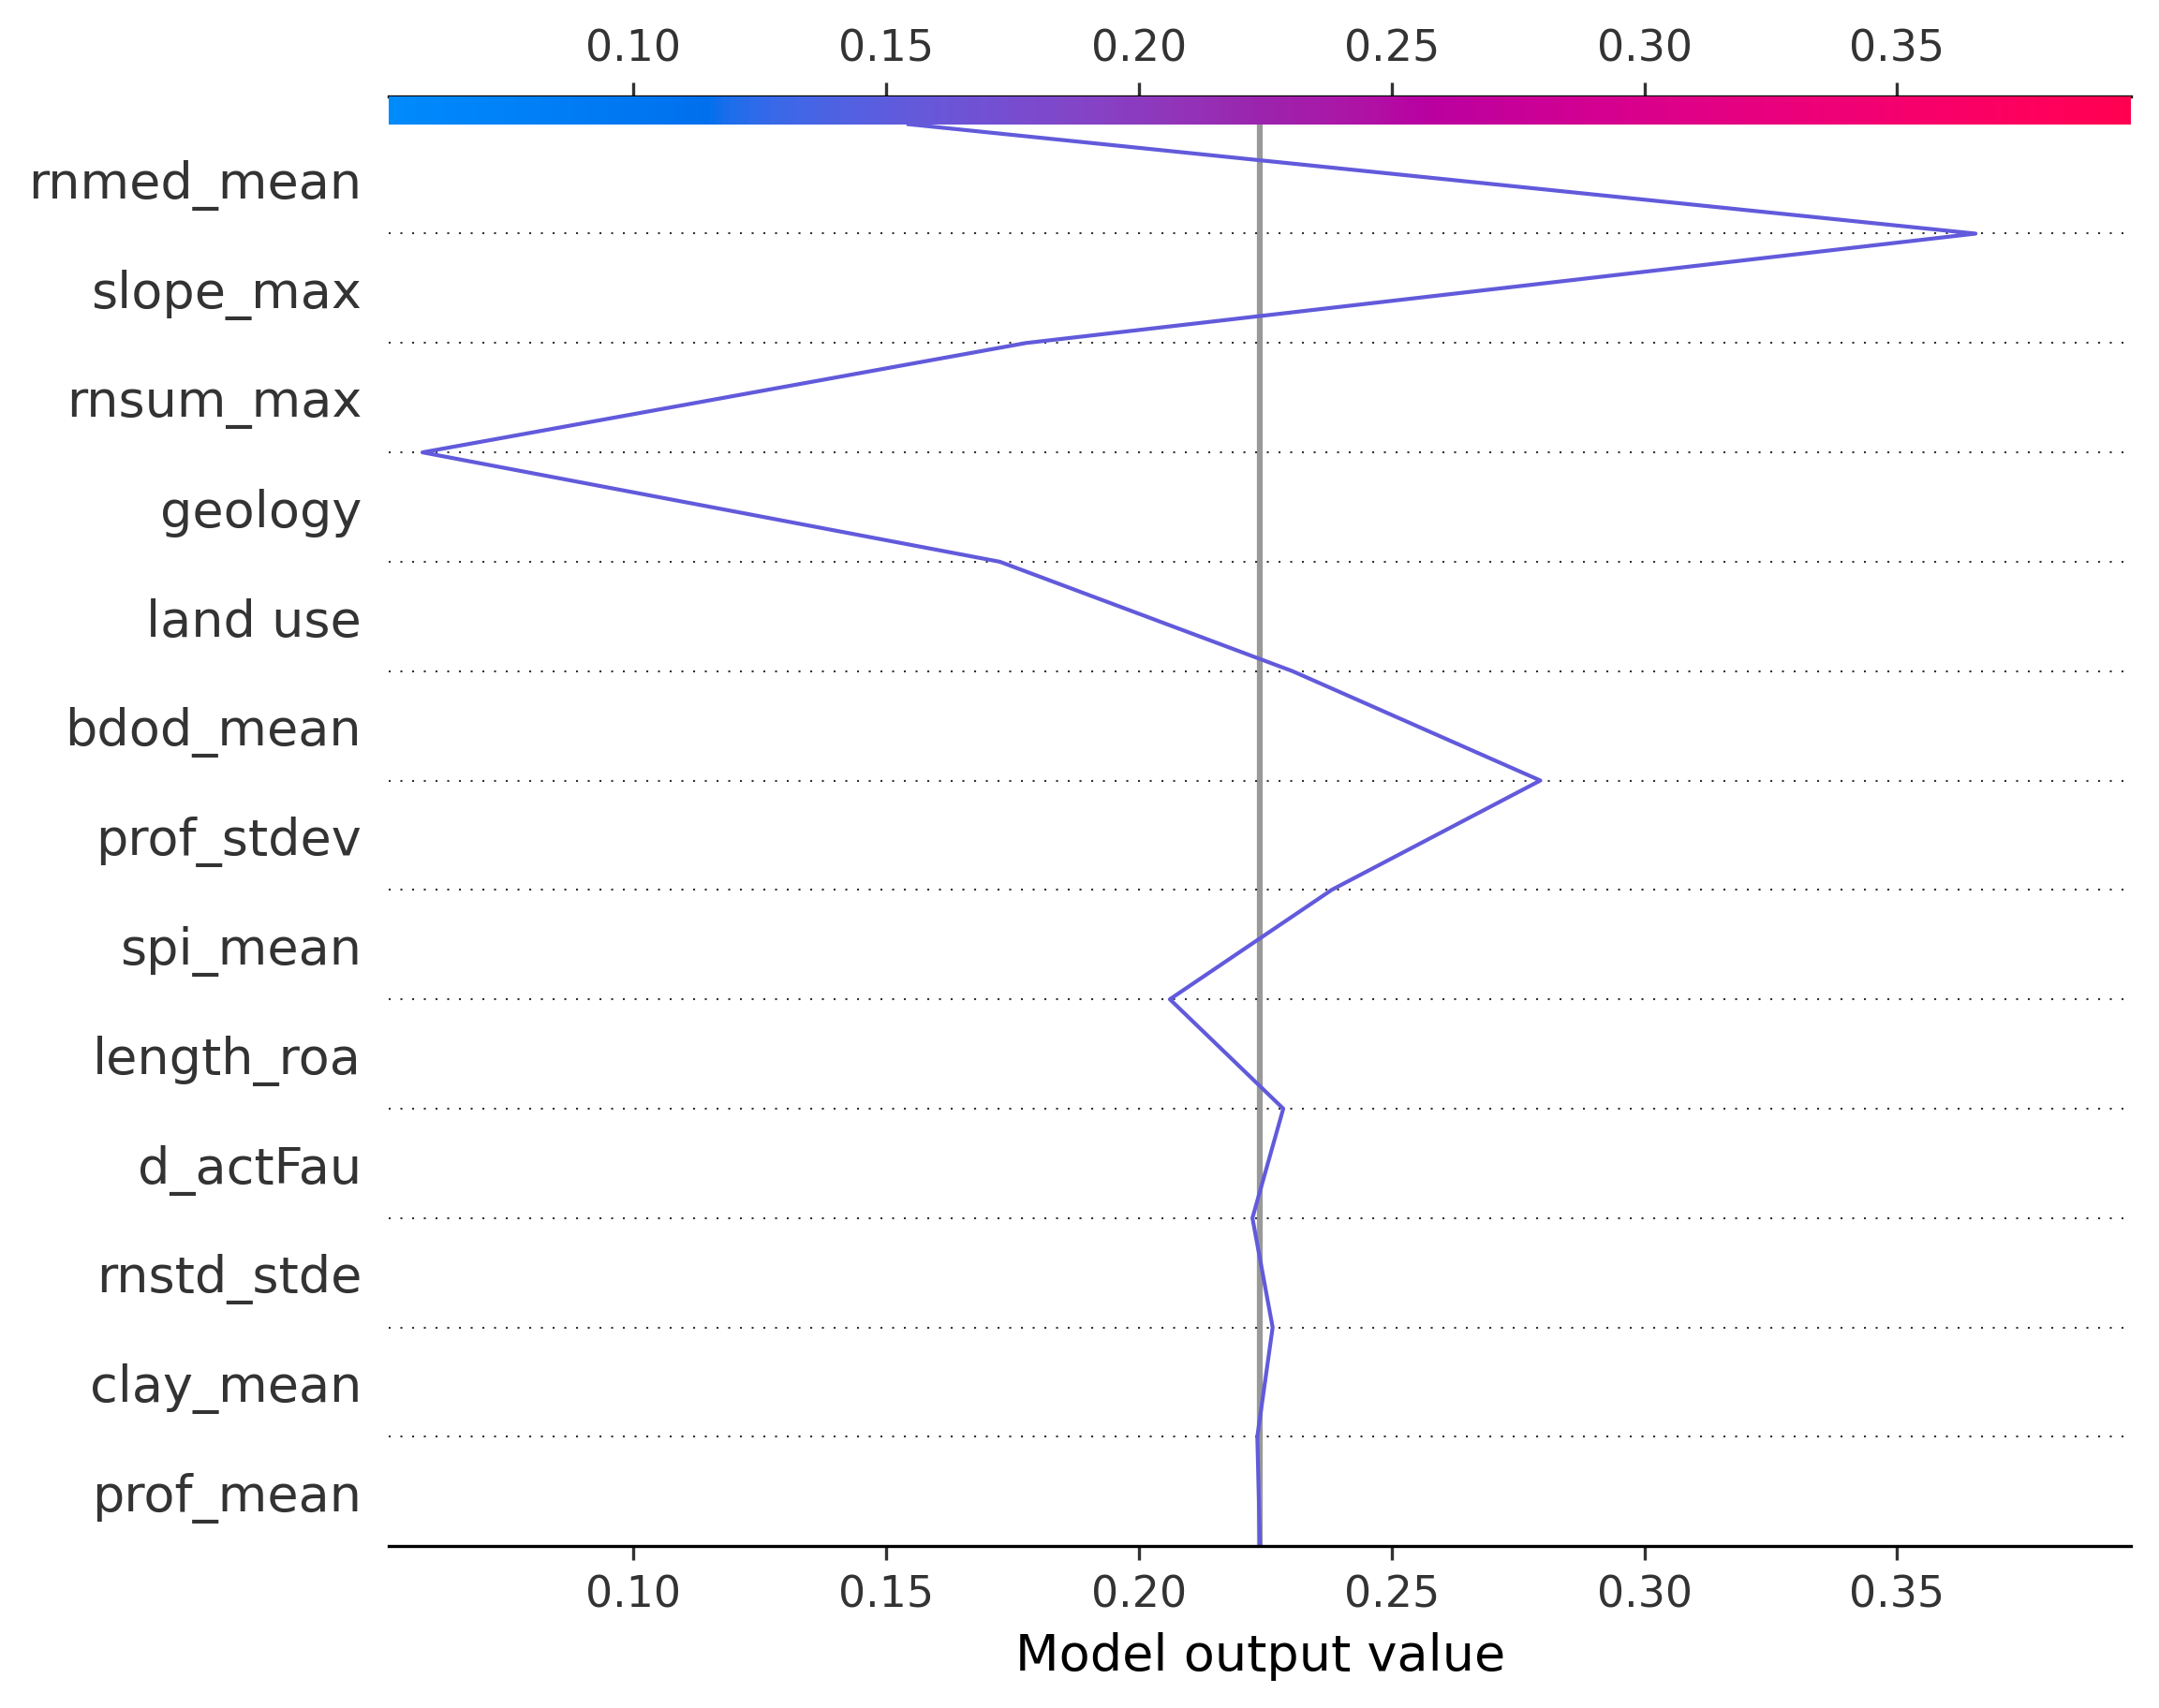 0.10 0.15 0.20 0.25 0.30 0.35
rnmed_mean
slope_max
rnsum_max
geology
land use
bdod_mean
prof_stdev
spi_mean
length_roa
d_actFau
rnstd_stde
clay_mean
prof_mean
0.10 0.15 0.20 0.25 0.30 0.35
Model output value